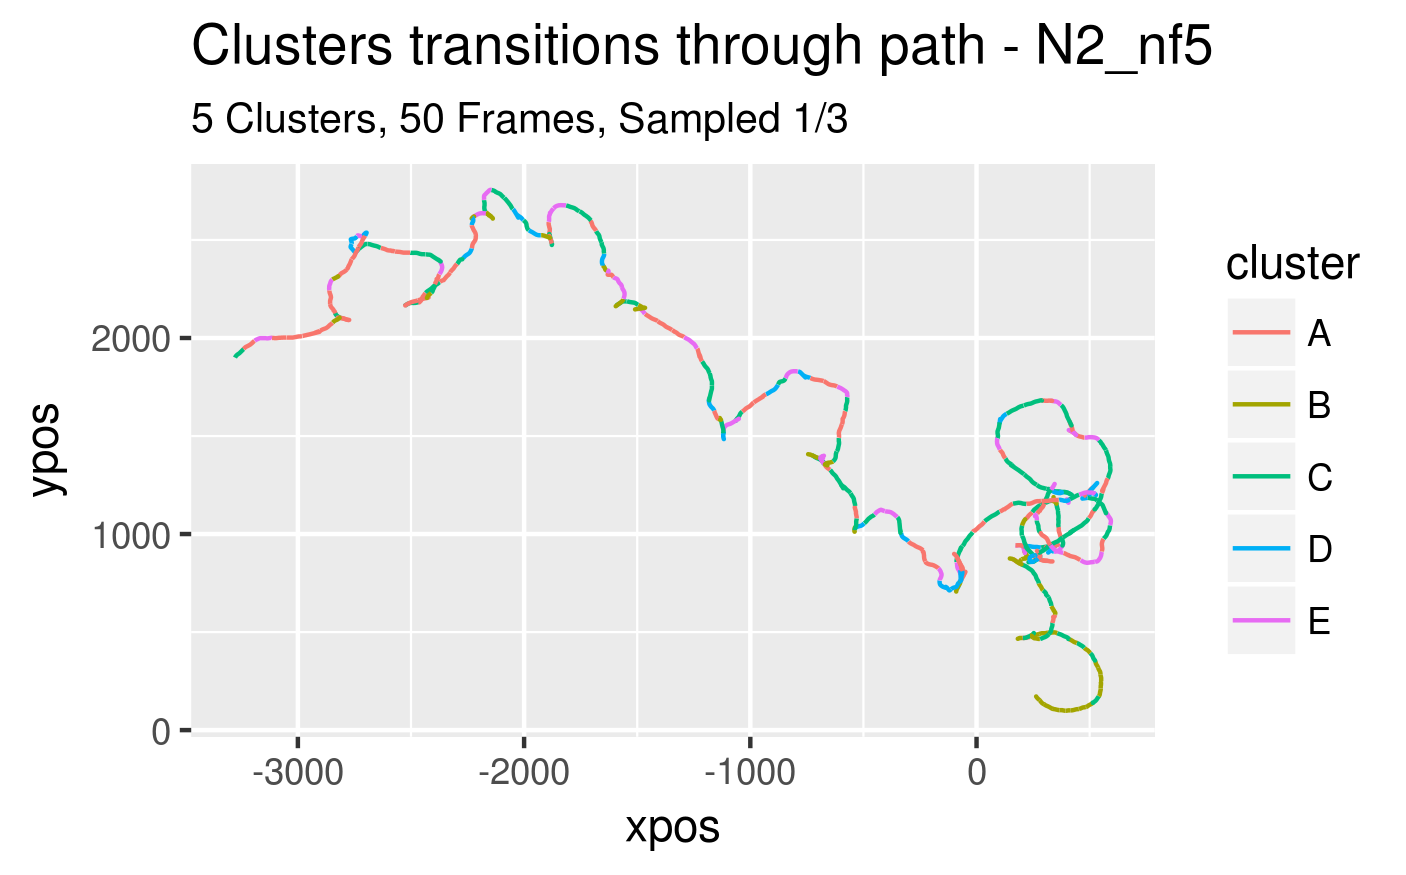 Clusters transitions through path - N2_nf5
5 Clusters, 50 Frames, Sampled 1/3
ypos
2000
1000
0
-3000 -2000 -1000 0
xpos
cluster
A
B
C
D
E